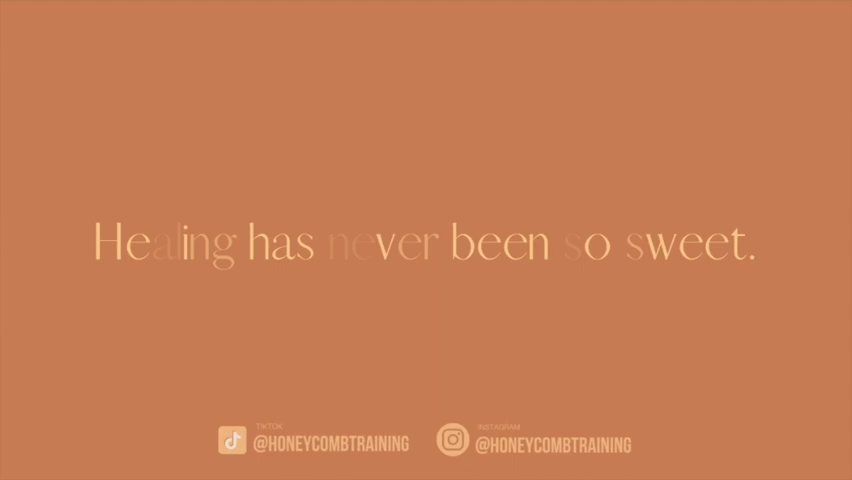 Healing has never been so sweet.
TIKTOK
@HONEYCOMBTRAINING
INSTAGRAM
@HONEYCOMBTRAINING